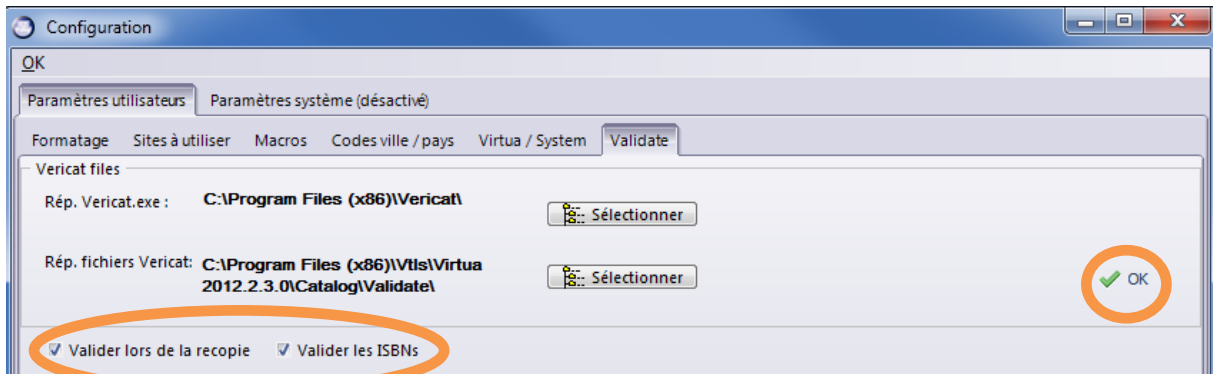 Configuration
OK
Paramètres utilisateurs Paramètres système (désactivé)
Formatage Sites à utiliser Macros Codes ville / pays Virtua / System Validate
Vericat files
Rép. Vericat.exe : C:\Program Files (x86)\Vericat\ Sélectionner
Rép. fichiers Vericat: C:\Program Files (x86)\Vtls\Virtua
2012.2.3.0\Catalog\Validate\ Sélectionner OK
Valider lors de la recopie Valider les ISBNs